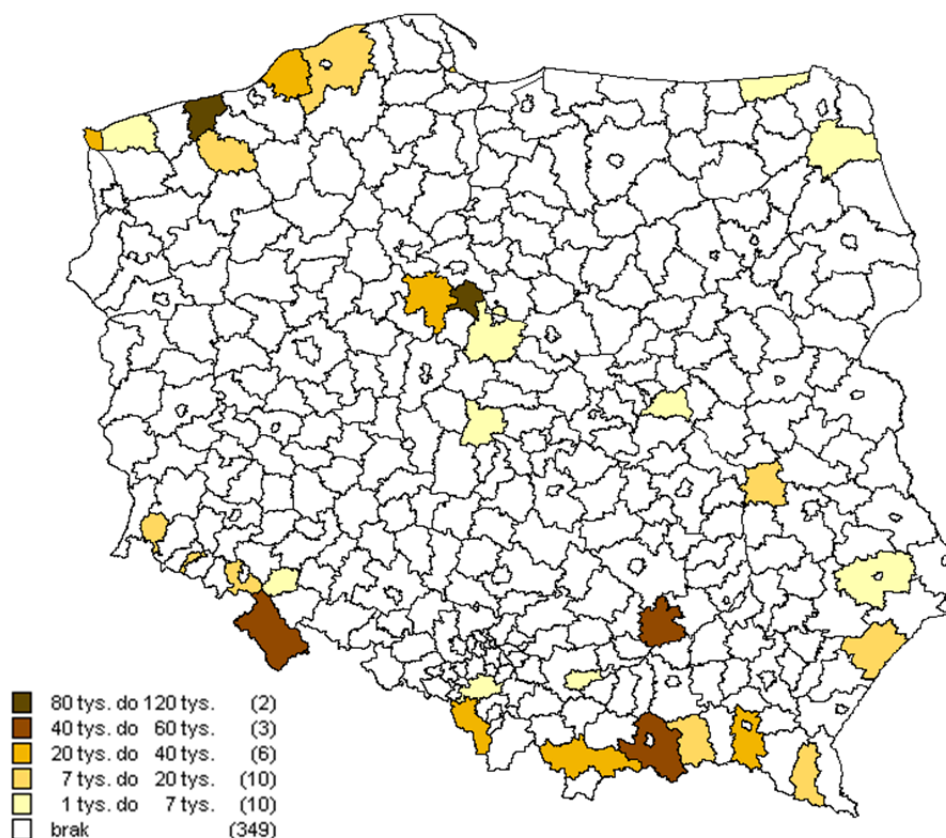 80 tys. do 120 tys. (2)
40 tys. do 60 tys. (3)
20 tys. do 40 tys. (6)
7 tys. do 20 tys. (10)
1 tys. do 7 tys. (10)
brak (349)